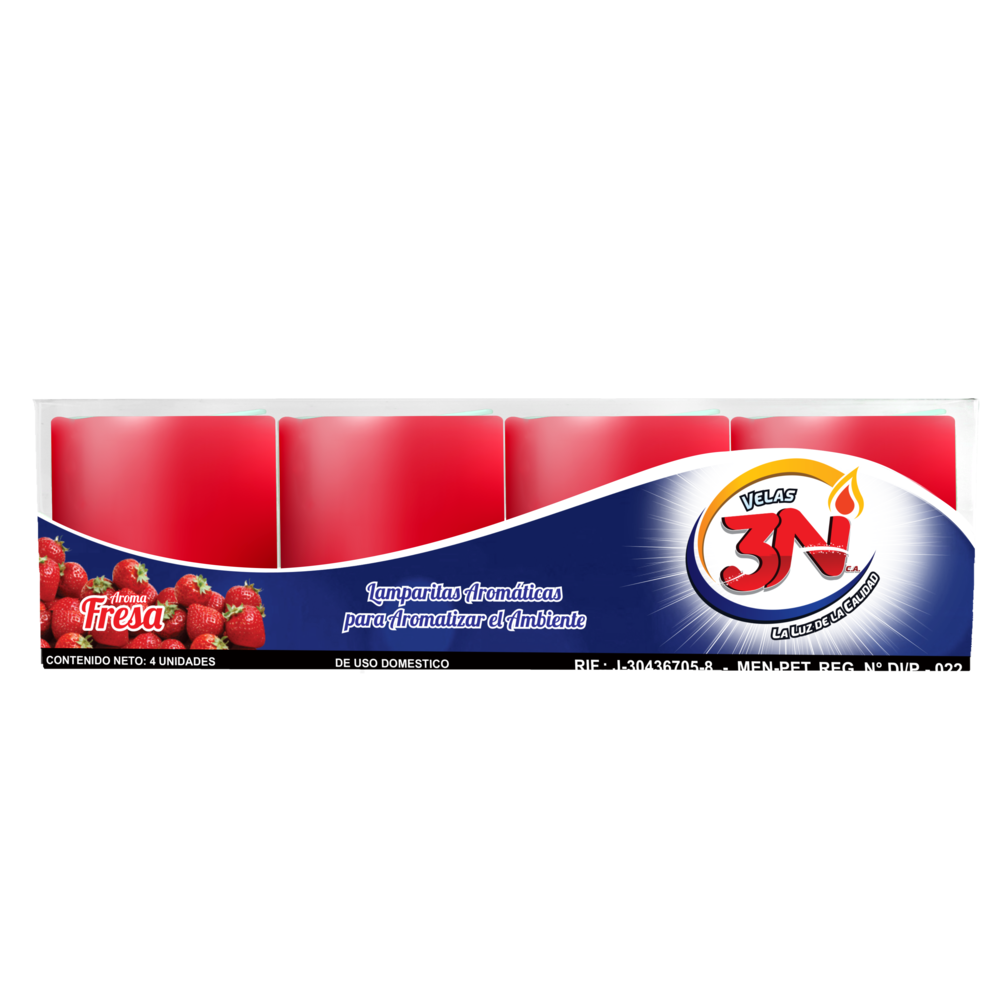 VELAS
3N
C.A.
LA LUZ DE LA CALIDAD
Aroma
Fresa
Lamparitas Aromáticas
para Aromatizar el Ambiente
CONTENIDO NETO: 4 UNIDADES
DE USO DOMESTICO
RIF: J-30436705-8 - MEN-PET. REG. N° DI/P - 022